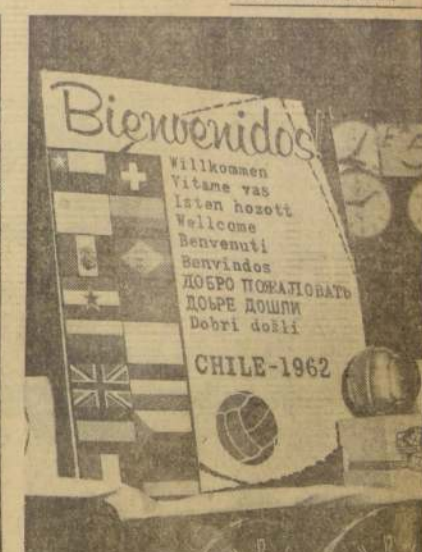 Bienvenidos
Willkommen
Vitame vas
Isten hozott
Wellcome
Benvenuti
Benvindos
ДОБРО ПОЖАЛОВАТЬ
ДОБРЕ ДОШЛИ
Dobri došli
CHILE-1962